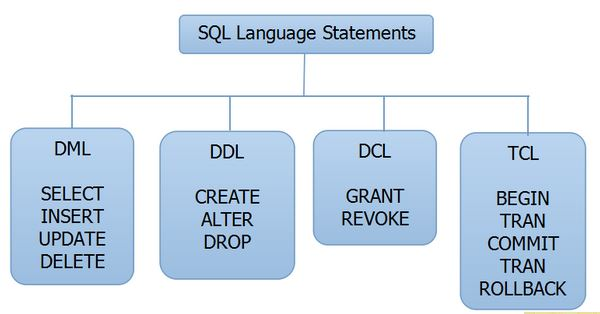 SQL Language Statements
DML
SELECT
INSERT
UPDATE
DELETE
DDL
CREATE
ALTER
DROP
DCL
GRANT
REVOKE
TCL
BEGIN
TRAN
COMMIT
TRAN
ROLLBACK